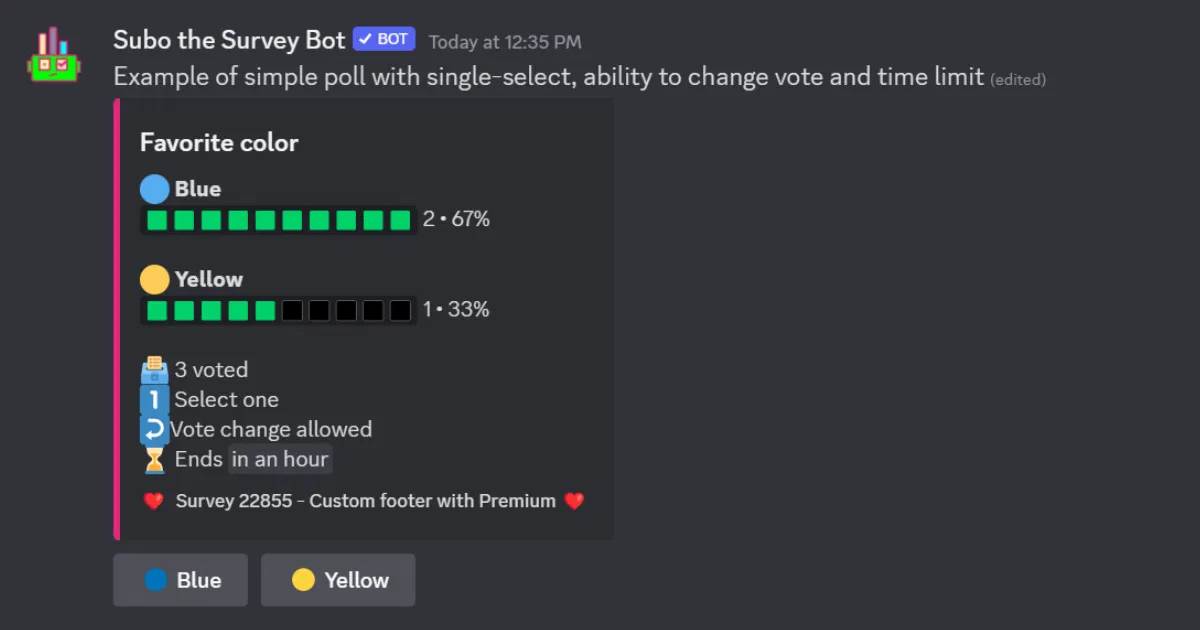 Subo the Survey Bot ✓ BOT Today at 12:35 PM
Example of simple poll with single-select, ability to change vote and time limit (edited)
Favorite color
Blue
2 • 67%
Yellow
1 • 33%
3 voted
1 Select one
Vote change allowed
Ends in an hour
Survey 22855 - Custom footer with Premium
Blue Yellow